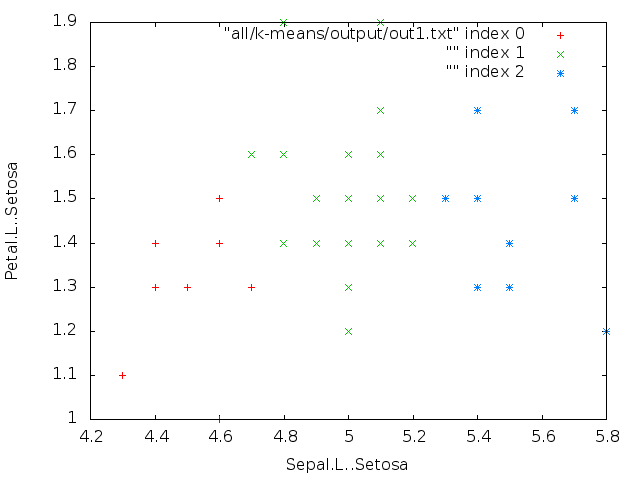 "all/k-means/output/out1.txt" index 0
"" index 1
"" index 2
1.9
1.8
1.7
1.6
1.5
1.4
1.3
1.2
1.1
1
Petal.L..Setosa
4.2 4.4 4.6 4.8 5 5.2 5.4 5.6 5.8
Sepal.L..Setosa